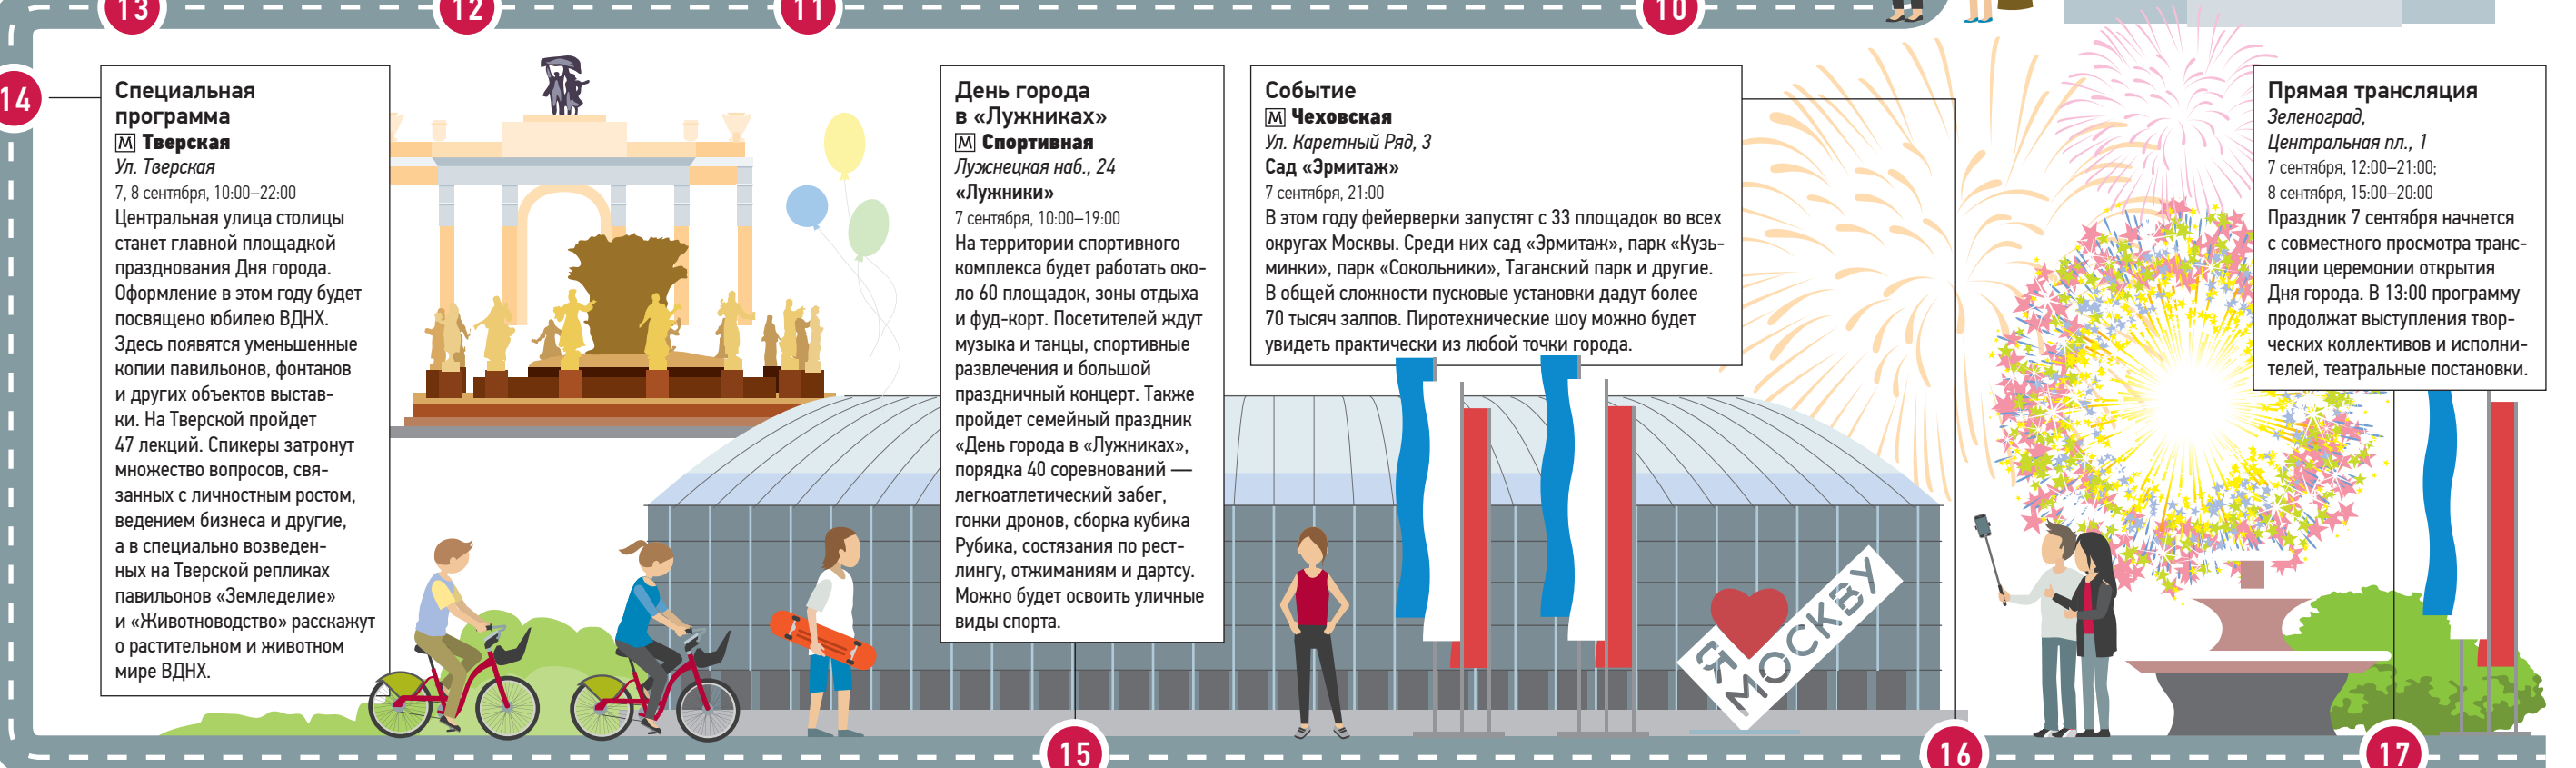 13
12
11
10
14
Специальная
программа
М Тверская
Ул. Тверская
7, 8 сентября, 10:00–22:00
Центральная улица столицы
станет главной площадкой
празднования Дня города.
Оформление в этом году будет
посвящено юбилею ВДНХ.
Здесь появятся уменьшенные
копии павильонов, фонтанов
и других объектов выстав-
ки. На Тверской пройдет
47 лекций. Спикеры затронут
множество вопросов, свя-
занных с личностным ростом,
ведением бизнеса и другие,
а в специально возведен-
ных на Тверской репликах
павильонов «Земледелие»
и «Животноводство» расскажут
о растительном и животном
мире ВДНХ.
День города
в «Лужниках»
М Спортивная
Лужнецкая наб., 24
«Лужники»
7 сентября, 10:00–19:00
На территории спортивного
комплекса будет работать око-
ло 60 площадок, зоны отдыха
и фуд-корт. Посетителей ждут
музыка и танцы, спортивные
развлечения и большой
праздничный концерт. Также
пройдет семейный праздник
«День города в «Лужниках»,
порядка 40 соревнований —
легкоатлетический забег,
гонки дронов, сборка кубика
Рубика, состязания по рест-
лингу, отжиманиям и дартсу.
Можно будет освоить уличные
виды спорта.
Событие
М Чеховская
Ул. Каретный Ряд, 3
Сад «Эрмитаж»
7 сентября, 21:00
В этом году фейерверки запустят с 33 площадок во всех
округах Москвы. Среди них сад «Эрмитаж», парк «Кузь-
минки», парк «Сокольники», Таганский парк и другие.
В общей сложности пусковые установки дадут более
70 тысяч залпов. Пиротехнические шоу можно будет
увидеть практически из любой точки города.
Прямая трансляция
Зеленоград,
Центральная пл., 1
7 сентября, 12:00–21:00;
8 сентября, 15:00–20:00
Праздник 7 сентября начнется
с совместного просмотра транс-
ляции церемонии открытия
Дня города. В 13:00 программу
продолжат выступления твор-
ческих коллективов и исполни-
телей, театральные постановки.
Я
МОСКВУ
15
16
17